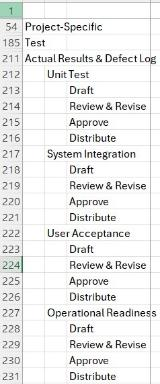 1
54 Project-Specific
185 Test
211 Actual Results & Defect Log
212 Unit Test
213 Draft
214 Review & Revise
215 Approve
216 Distribute
217 System Integration
218 Draft
219 Review & Revise
220 Approve
221 Distribute
222 User Acceptance
223 Draft
224 Review & Revise
225 Approve
226 Distribute
227 Operational Readiness
228 Draft
229 Review & Revise
230 Approve
231 Distribute